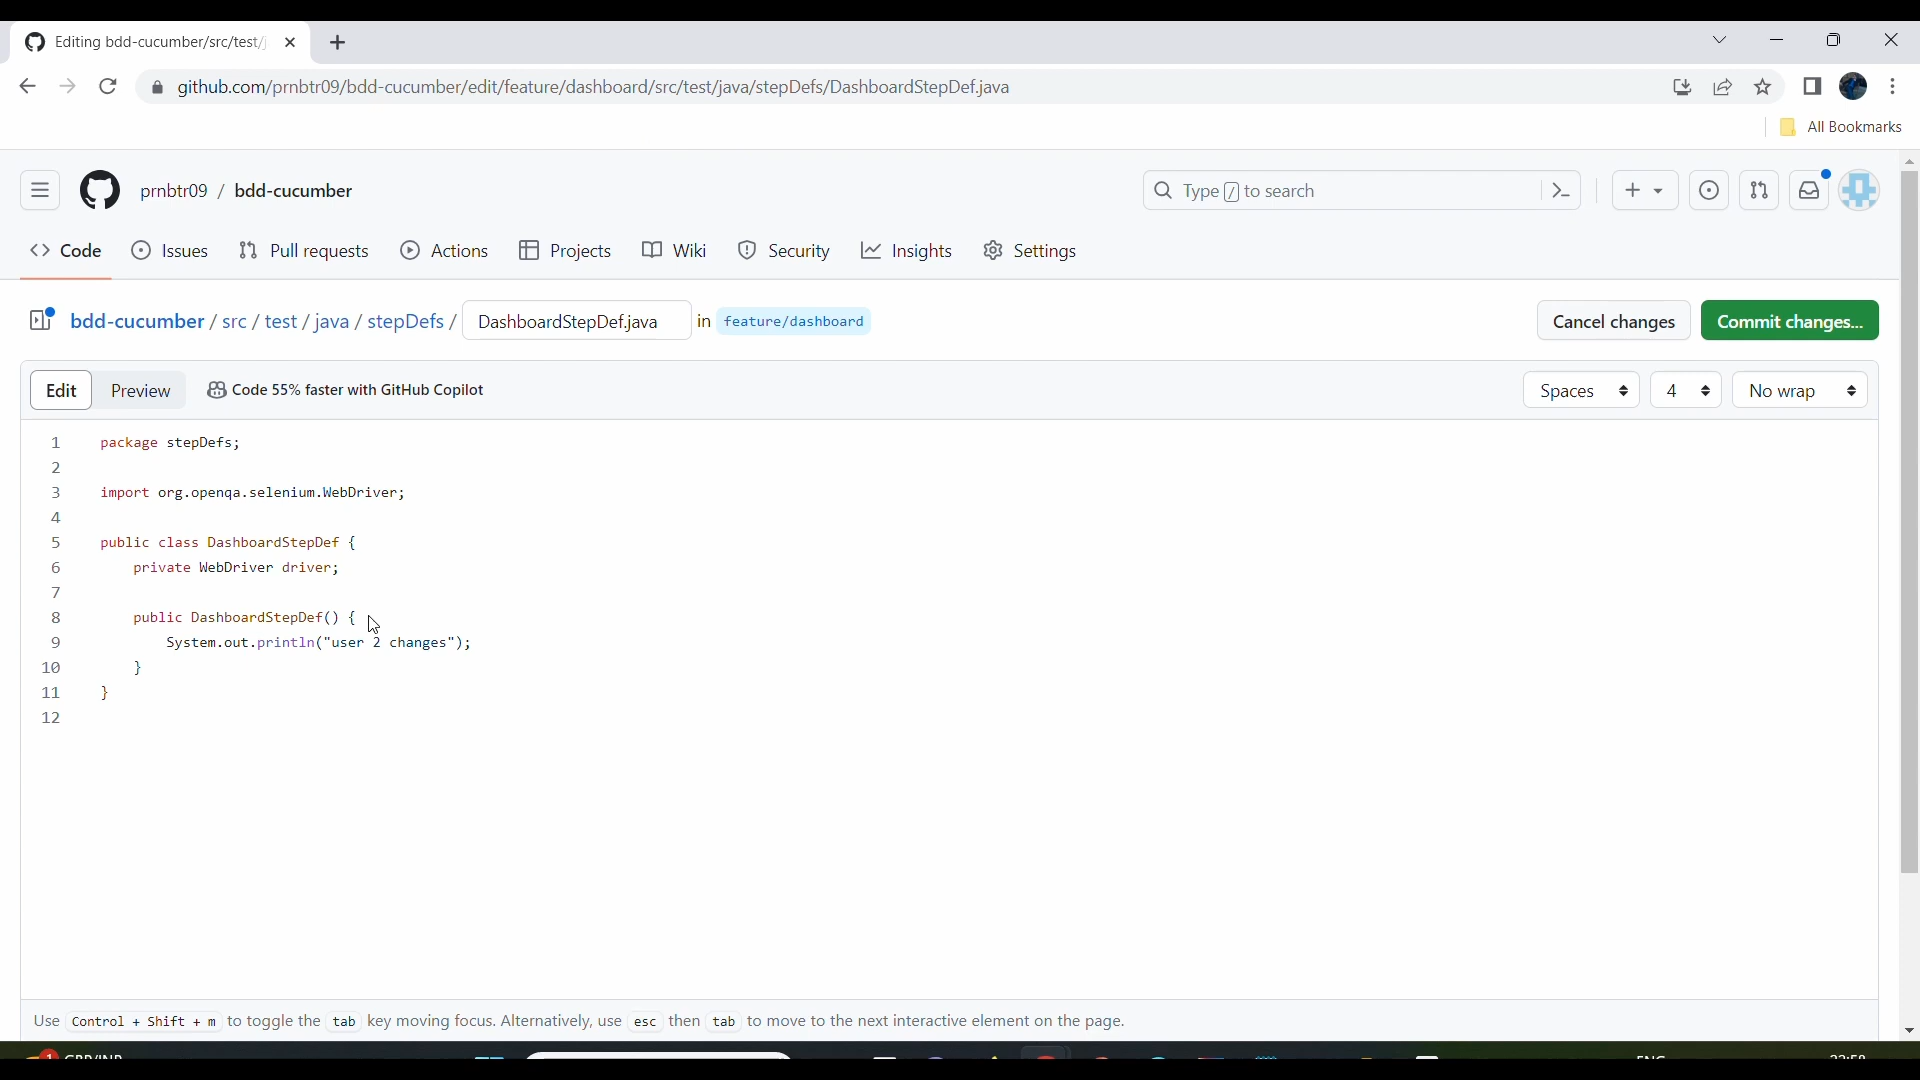 Editing bdd-cucumber/src/test/
github.com/prnbtr09/bdd-cucumber/edit/feature/dashboard/src/test/java/stepDefs/DashboardStepDef.java
All Bookmarks
prnbtr09 / bdd-cucumber
Type / to search
Code Issues Pull requests Actions Projects Wiki Security Insights Settings
bdd-cucumber / src / test / java / stepDefs / DashboardStepDef.java in feature/dashboard Cancel changes Commit changes...
Edit Preview Code 55% faster with GitHub Copilot Spaces 4 No wrap
1 package stepDefs;
2
3 import org.openqa.selenium.WebDriver;
4
5 public class DashboardStepDef {
6 private WebDriver driver;
7
8 public DashboardStepDef() {
9 System.out.println("user 2 changes");
10 }
11 }
12
Use Control + Shift + m to toggle the tab key moving focus. Alternatively, use esc then tab to move to the next interactive element on the page.